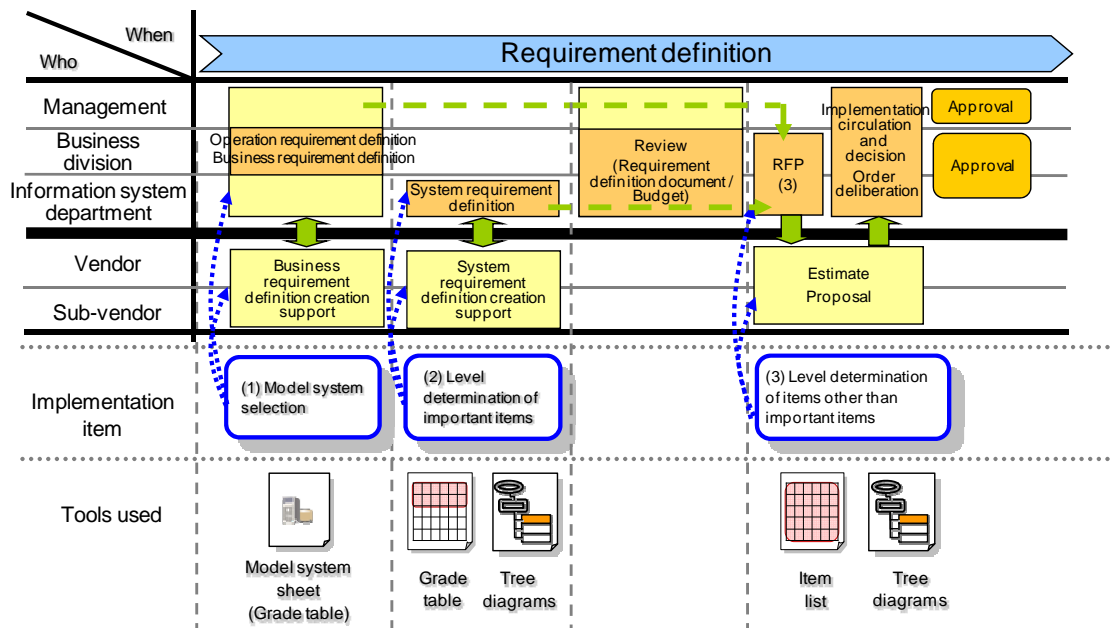 When
Who
Requirement definition
Management
Business
division
Information system
department
Vendor
Sub-vendor
Implementation
item
Tools used
Operation requirement definition
Business requirement definition
System requirement
definition
Review
(Requirement
definition document /
Budget)
RFP
(3)
Implementation
circulation
and
decision
Order
deliberation
Approval
Approval
Business
requirement
definition creation
support
System
requirement
definition creation
support
Estimate
Proposal
(1) Model system
selection
(2) Level
determination of
important items
(3) Level determination
of items other than
important items
Model system
sheet
(Grade table)
Grade
table
Tree
diagrams
Item
list
Tree
diagrams